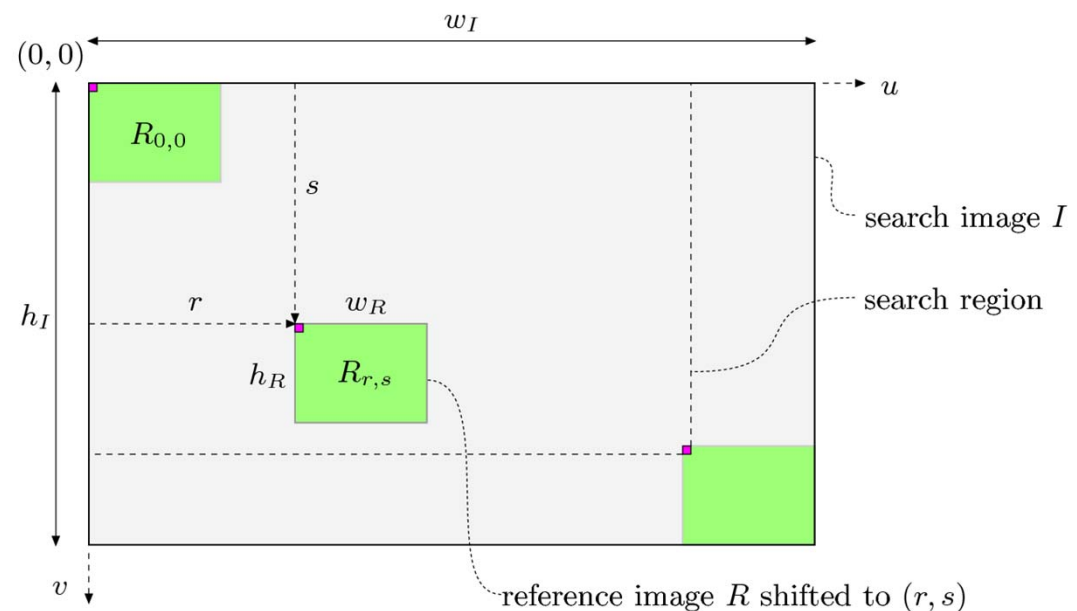 w_I
(0, 0)
u
R_{0,0}
s
search image I
r
w_R
search region
h_I
h_R
R_{r,s}
v
reference image R shifted to (r, s)